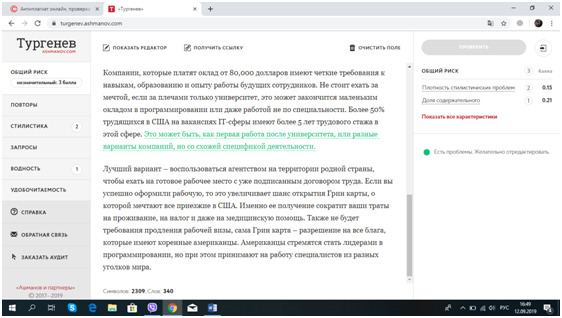 Антиплагиат онлайн, проверка
«Тургенев»
turgenev.ashmanov.com
Тургенев
ASHMANOV.COM
ОБЩИЙ РИСК
незначительный: 3 балла
ПОВТОРЫ
СТИЛИСТИКА 2
ЗАПРОСЫ
ВОДНОСТЬ 1
УДОБОЧИТАЕМОСТЬ
СПРАВКА
ОБРАТНАЯ СВЯЗЬ
ЗАКАЗАТЬ АУДИТ
«Ашманов и партнеры»
© 2017–2019
ПОКАЗАТЬ РЕДАКТОР ПОЛУЧИТЬ ССЫЛКУ ОЧИСТИТЬ ПОЛЕ
Компании, которые платят оклад от 80,000 долларов имеют четкие требования к
навыкам, образованию и опыту работы будущих сотрудников. Не стоит ехать за
мечтой, если за плечами только университет, это может закончиться маленьким
окладом в программировании или даже работой не по специальности. Более 50%
трудящихся в США на вакансиях IT-сферы имеют более 5 лет трудового стажа в
этой сфере. Это может быть, как первая работа после университета, или разные
варианты компаний, но со схожей спецификой деятельности.
Лучший вариант – воспользоваться агентством на территории родной страны,
чтобы ехать на готовое рабочее место с уже подписанным договором труда. Если вы
успешно оформили рабочую, то это увеличивает шанс открытия Грин карты, о
которой мечтают все приезжие в США. Именно ее получение сократит ваши траты
на проживание, на налог и даже на медицинскую помощь. Также не будет
требования продления рабочей визы, сама Грин карта – разрешение на все блага,
которые имеют коренные американцы. Американцы стремятся стать лидерами в
программировании, но при этом принимают на работу специалистов из разных
уголков мира.
Символов: 2309. Слов: 340
ПРОВЕРИТЬ
ОБЩИЙ РИСК 3 Баллы
Плотность стилистических проблем 2 0.15
Доля содержательного 1 0.21
Показать все характеристики
Есть проблемы. Желательно отредактировать.
РУС
16:49
12.09.2019